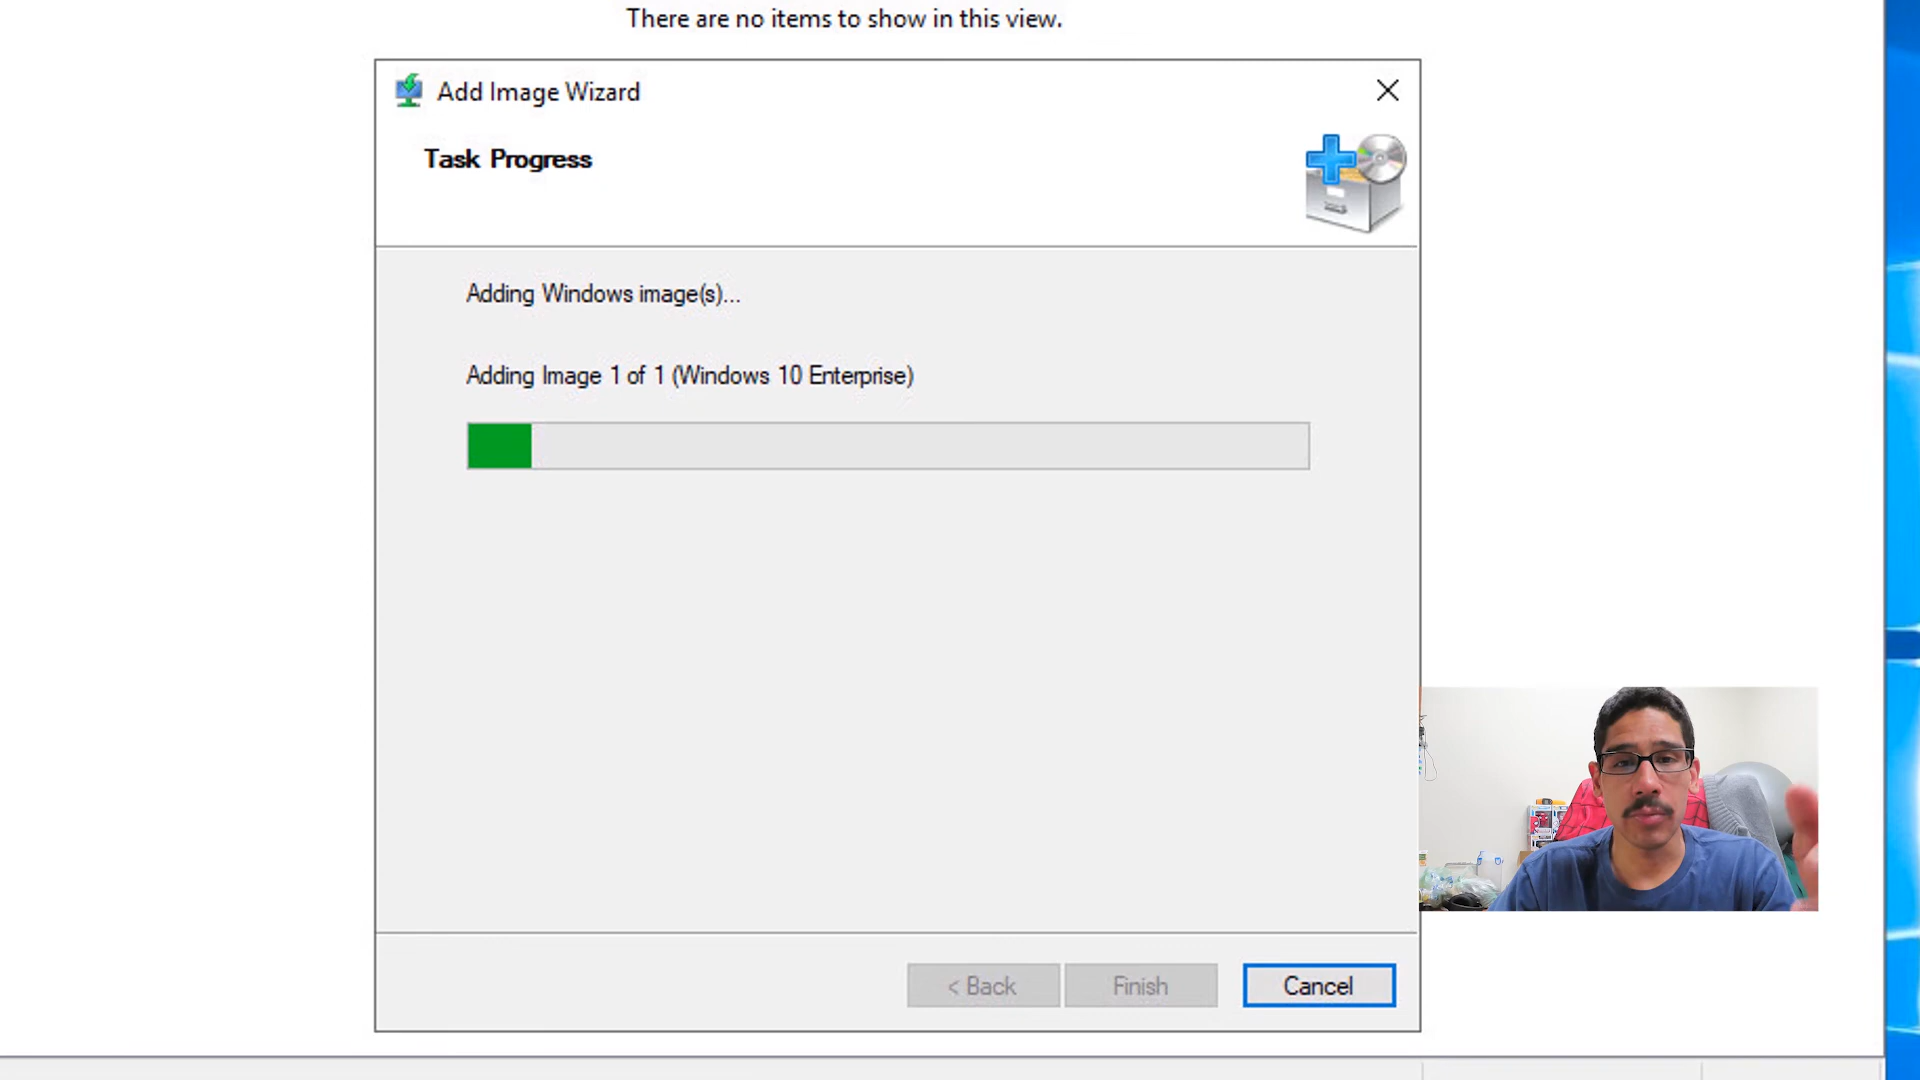 There are no items to show in this view.
Add Image Wizard
Task Progress
Adding Windows image(s)...
Adding Image 1 of 1 (Windows 10 Enterprise)
< Back
Finish
Cancel